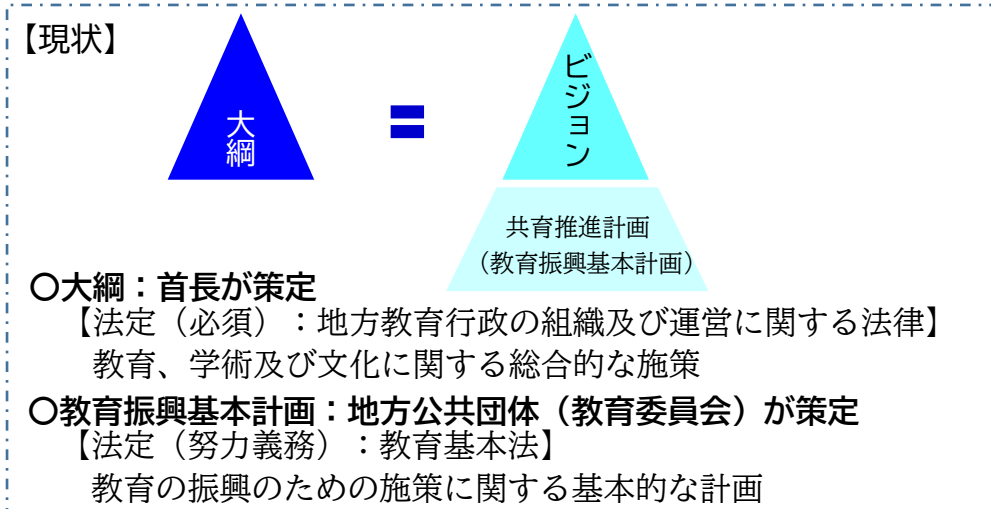 【現状】
大綱
=
ビジョン
共育推進計画
（教育振興基本計画）
〇大綱：首長が策定
【法定（必須）：地方教育行政の組織及び運営に関する法律】
教育、学術及び文化に関する総合的な施策
〇教育振興基本計画：地方公共団体（教育委員会）が策定
【法定（努力義務）：教育基本法】
教育の振興のための施策に関する基本的な計画